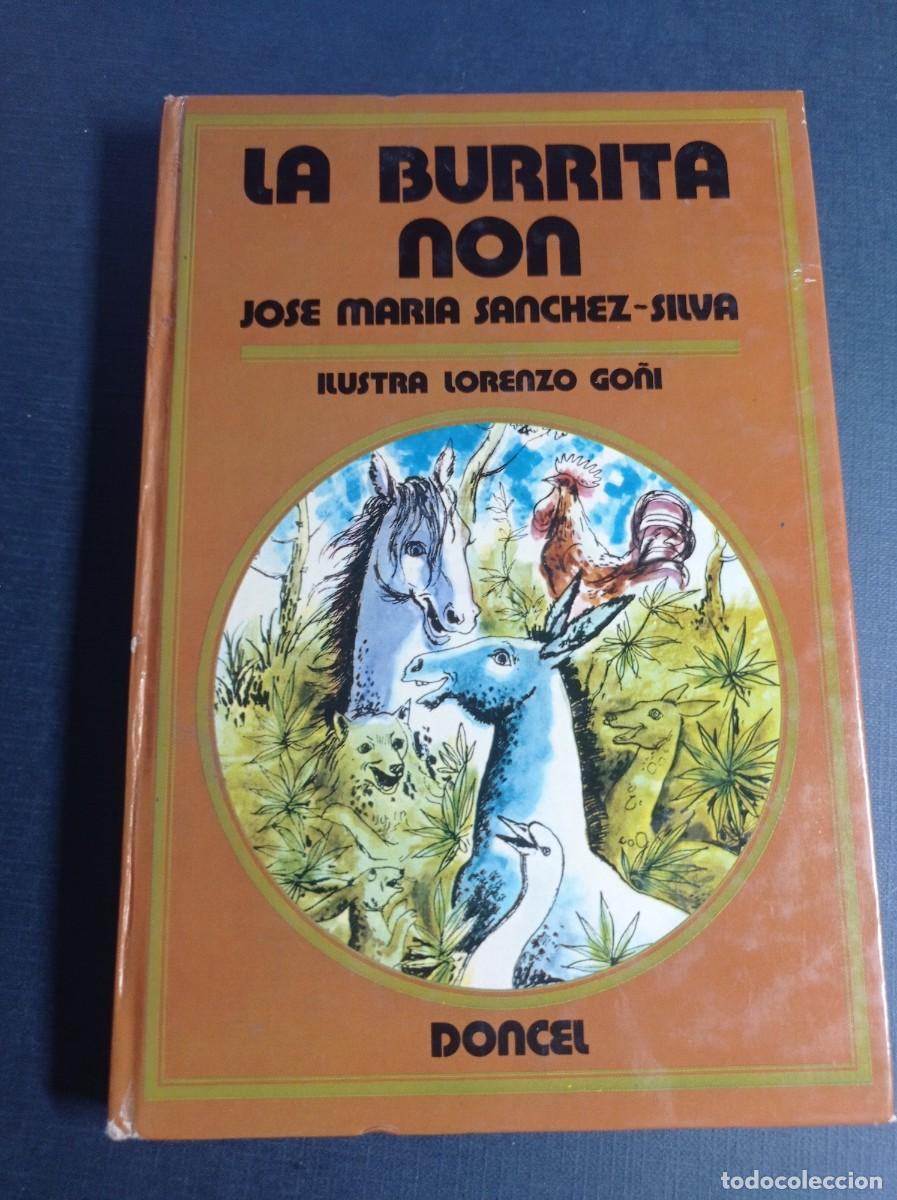 LA BURRITA
NON
JOSE MARIA SANCHEZ-SILVA
ILUSTRA LORENZO GOÑI
DONCEL
todocoleccion